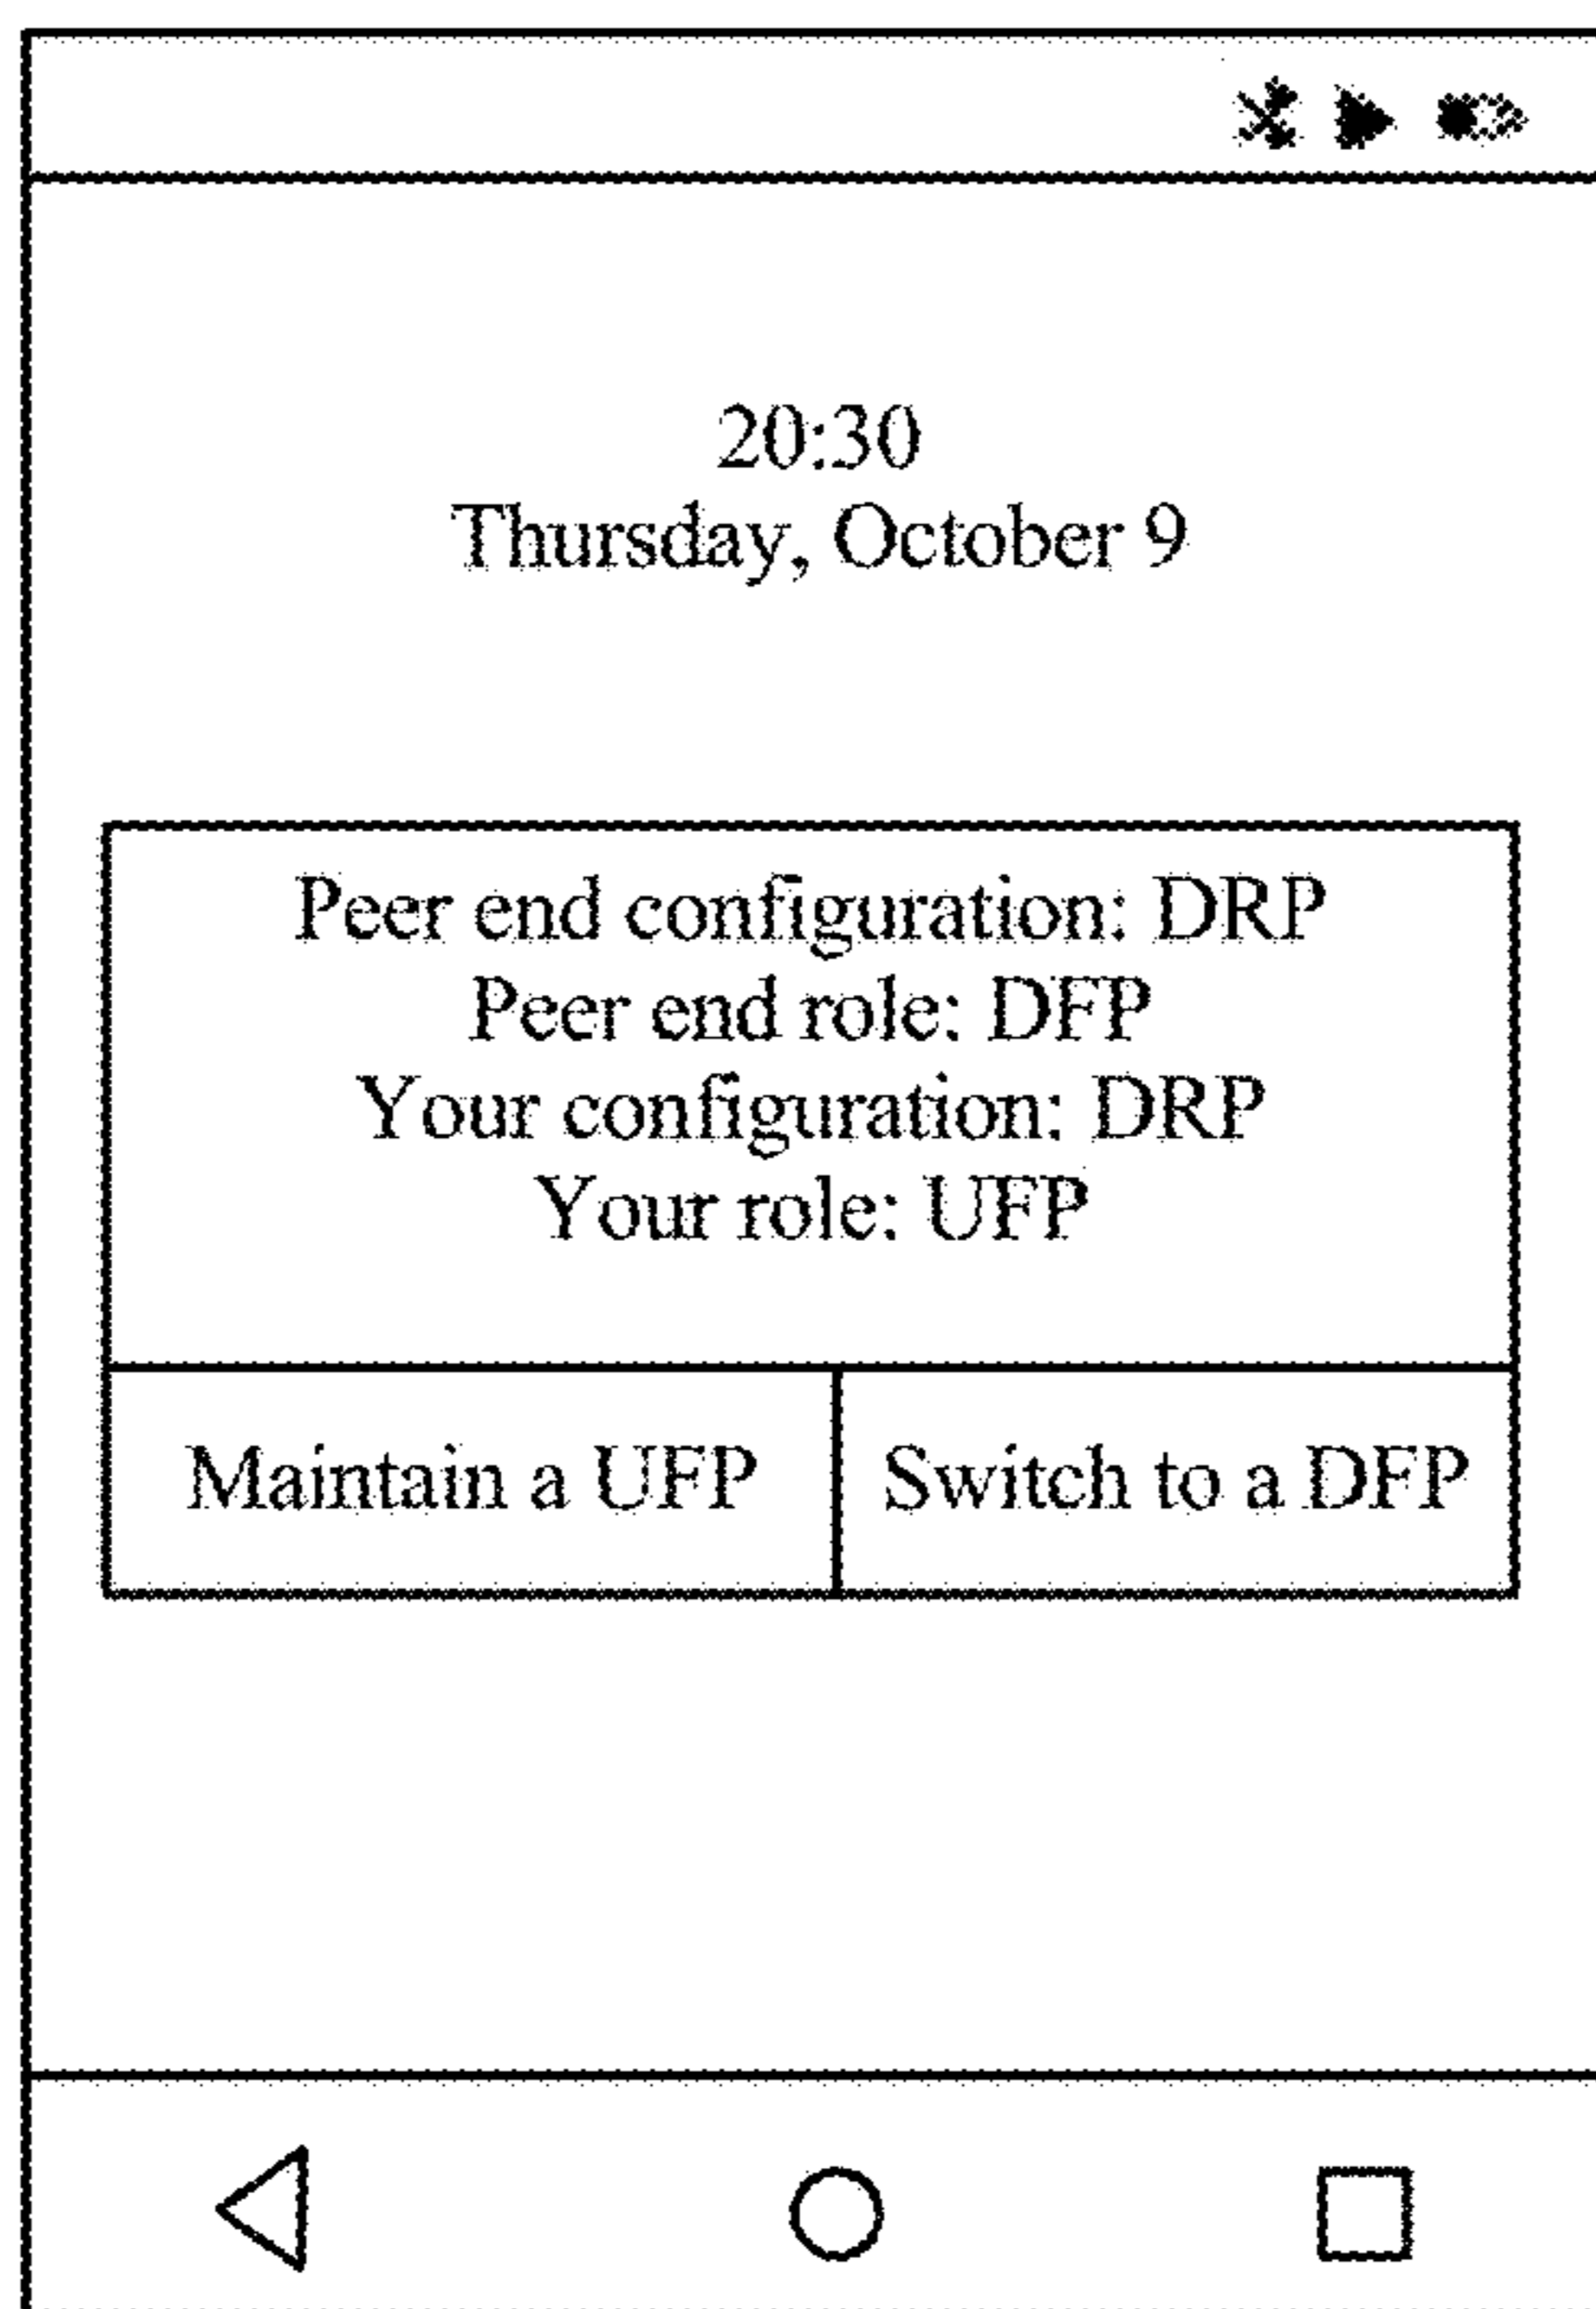 20:30
Thursday, October 9
Peer end configuration: DRP
Peer end role: DFP
Your configuration: DRP
Your role: UFP
Maintain a UFP
Switch to a DFP